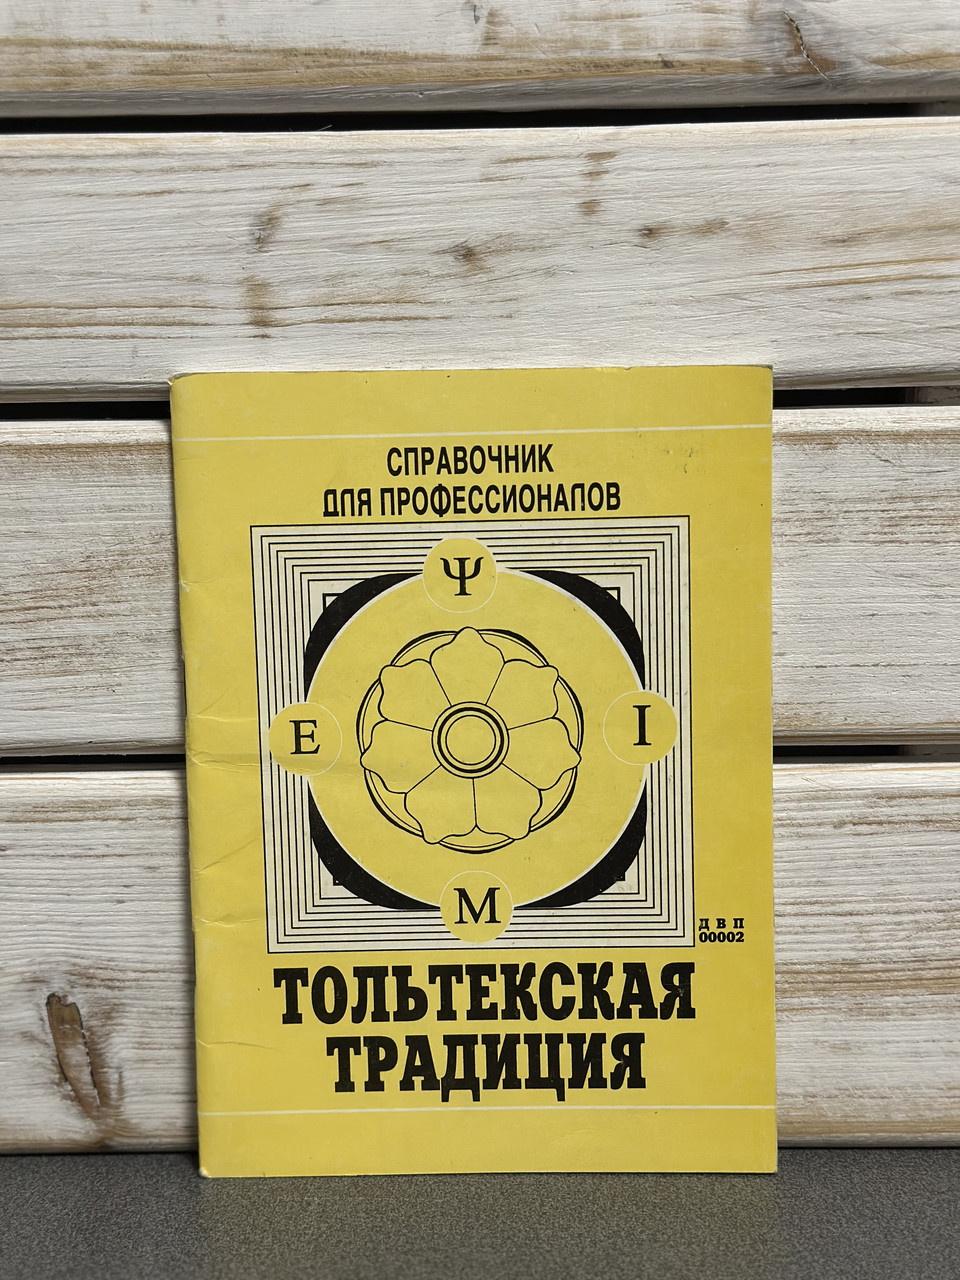 СПРАВОЧНИК
ДЛЯ ПРОФЕССИОНАЛОВ
Ψ
E
I
M
Д В П
00002
ТОЛЬТЕКСКАЯ
ТРАДИЦИЯ